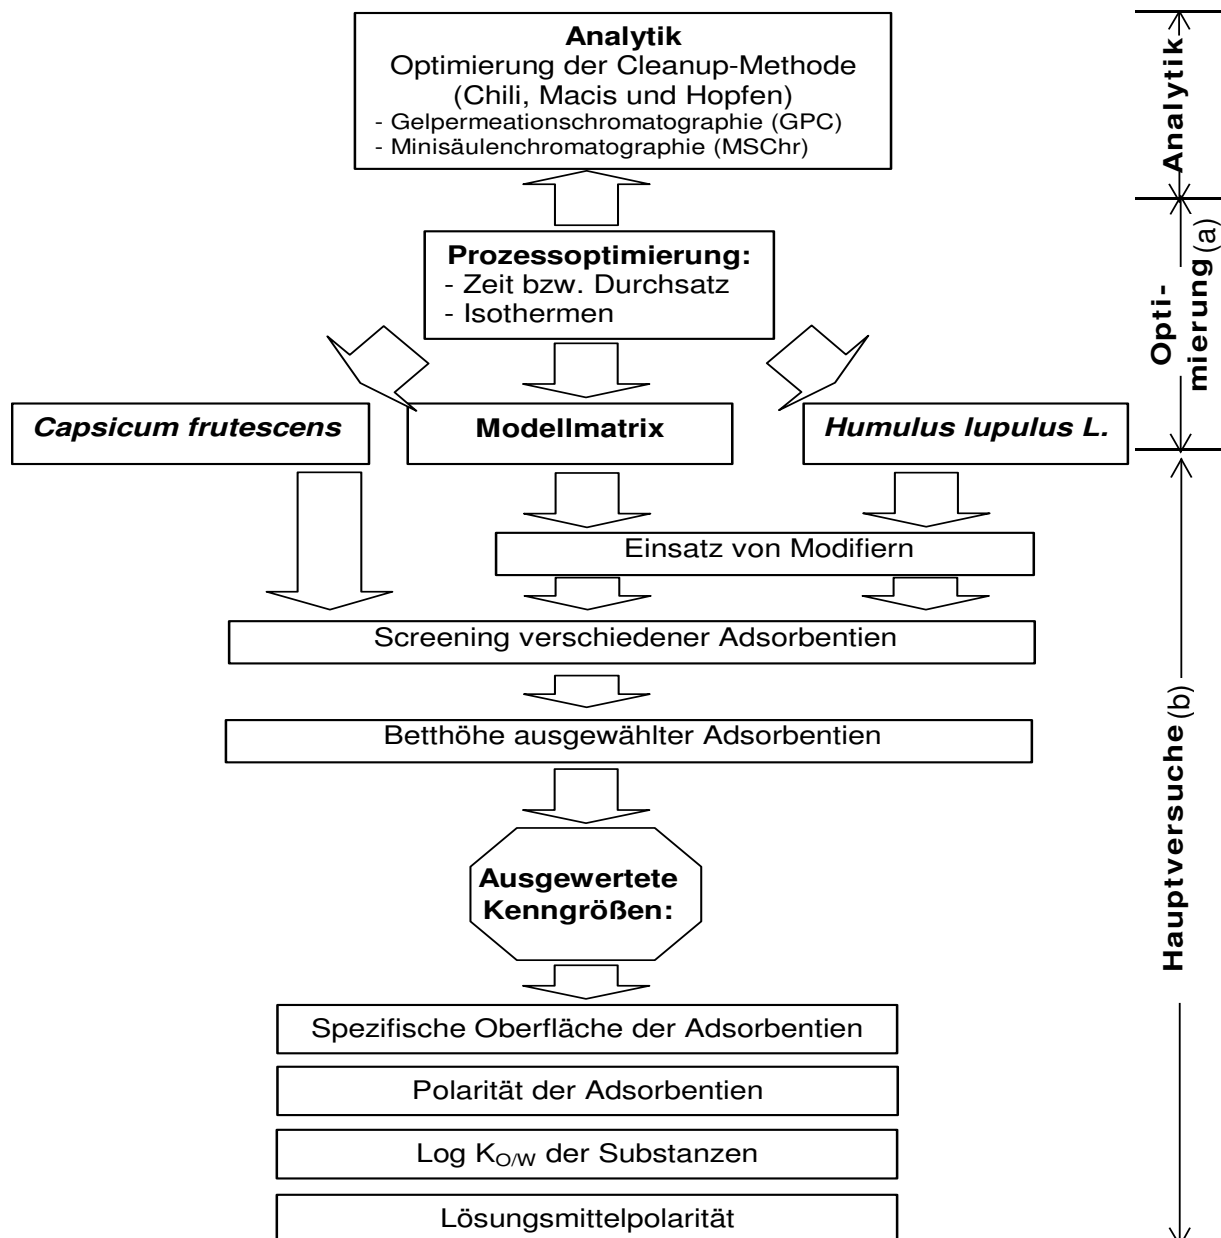 Analytik
Optimierung der Cleanup-Methode
(Chili, Macis und Hopfen)
- Gelpermeationschromatographie (GPC)
- Minisäulenchromatographie (MSChr)
Analytik
Prozessoptimierung:
- Zeit bzw. Durchsatz
- Isothermen
Opti-
mierung (a)
Capsicum frutescens
Modellmatrix
Humulus lupulus L.
Einsatz von Modifiern
Screening verschiedener Adsorbentien
Betthöhe ausgewählter Adsorbentien
Hauptversuche (b)
Ausgewertete
Kenngrößen:
Spezifische Oberfläche der Adsorbentien
Polarität der Adsorbentien
Log KO/W der Substanzen
Lösungsmittelpolarität